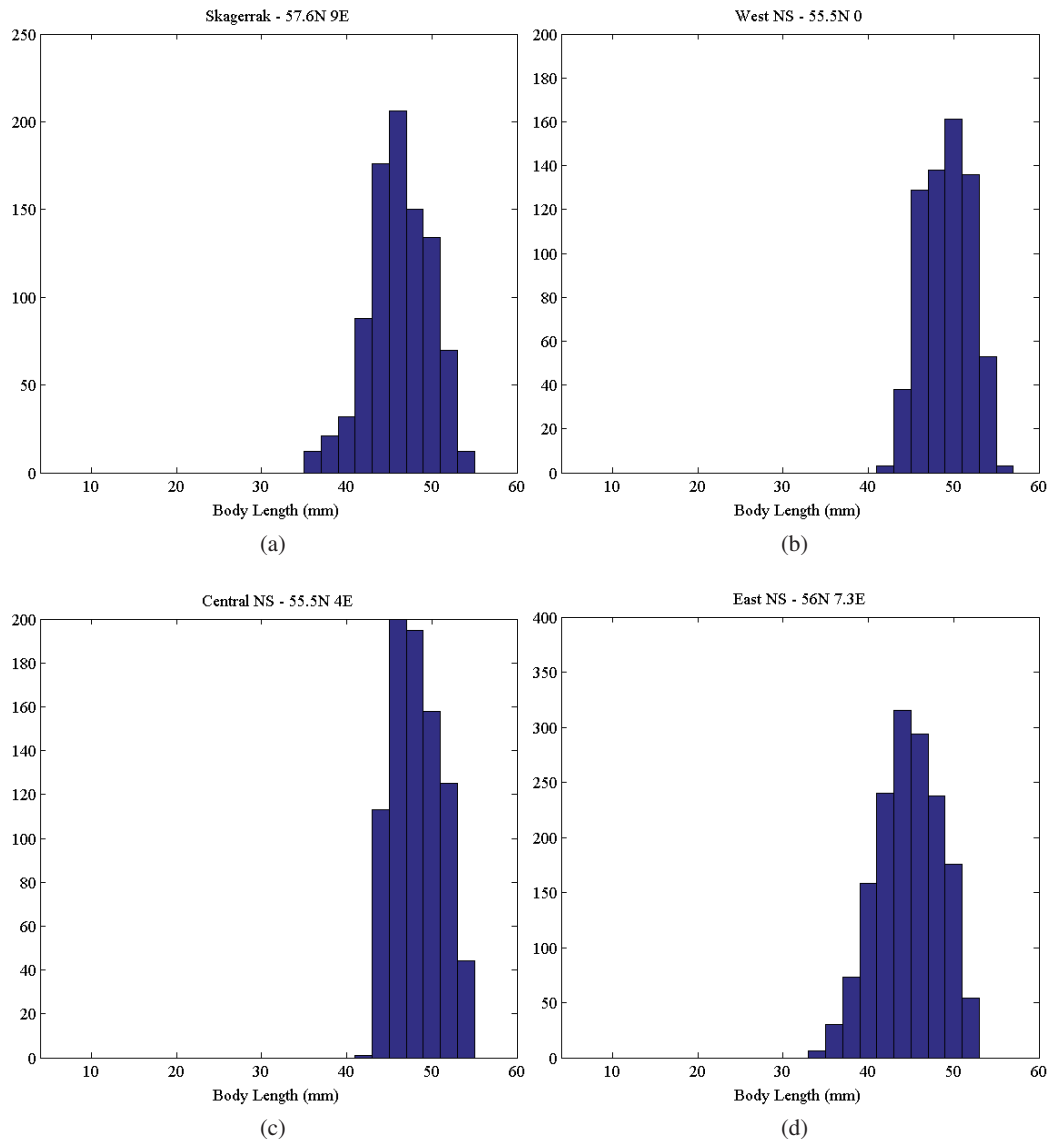 Skagerrak - 57.6N 9E
250
200
150
100
50
0
10 20 30 40 50 60
Body Length (mm)
(a)
West NS - 55.5N 0
200
180
160
140
120
100
80
60
40
20
0
10 20 30 40 50 60
Body Length (mm)
(b)
Central NS - 55.5N 4E
200
180
160
140
120
100
80
60
40
20
0
10 20 30 40 50 60
Body Length (mm)
(c)
East NS - 56N 7.3E
400
350
300
250
200
150
100
50
0
10 20 30 40 50 60
Body Length (mm)
(d)